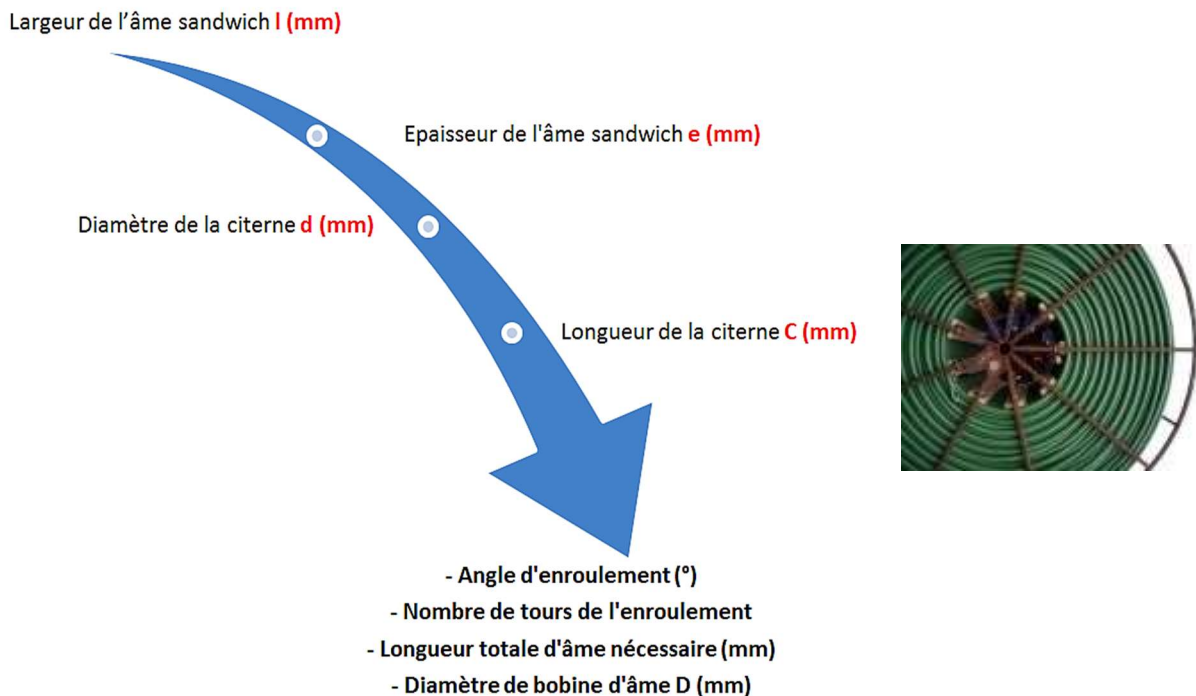 Largeur de l’âme sandwich l (mm)
Epaisseur de l'âme sandwich e (mm)
Diamètre de la citerne d (mm)
Longueur de la citerne C (mm)
- Angle d'enroulement (°)
- Nombre de tours de l'enroulement
- Longueur totale d'âme nécessaire (mm)
- Diamètre de bobine d'âme D (mm)